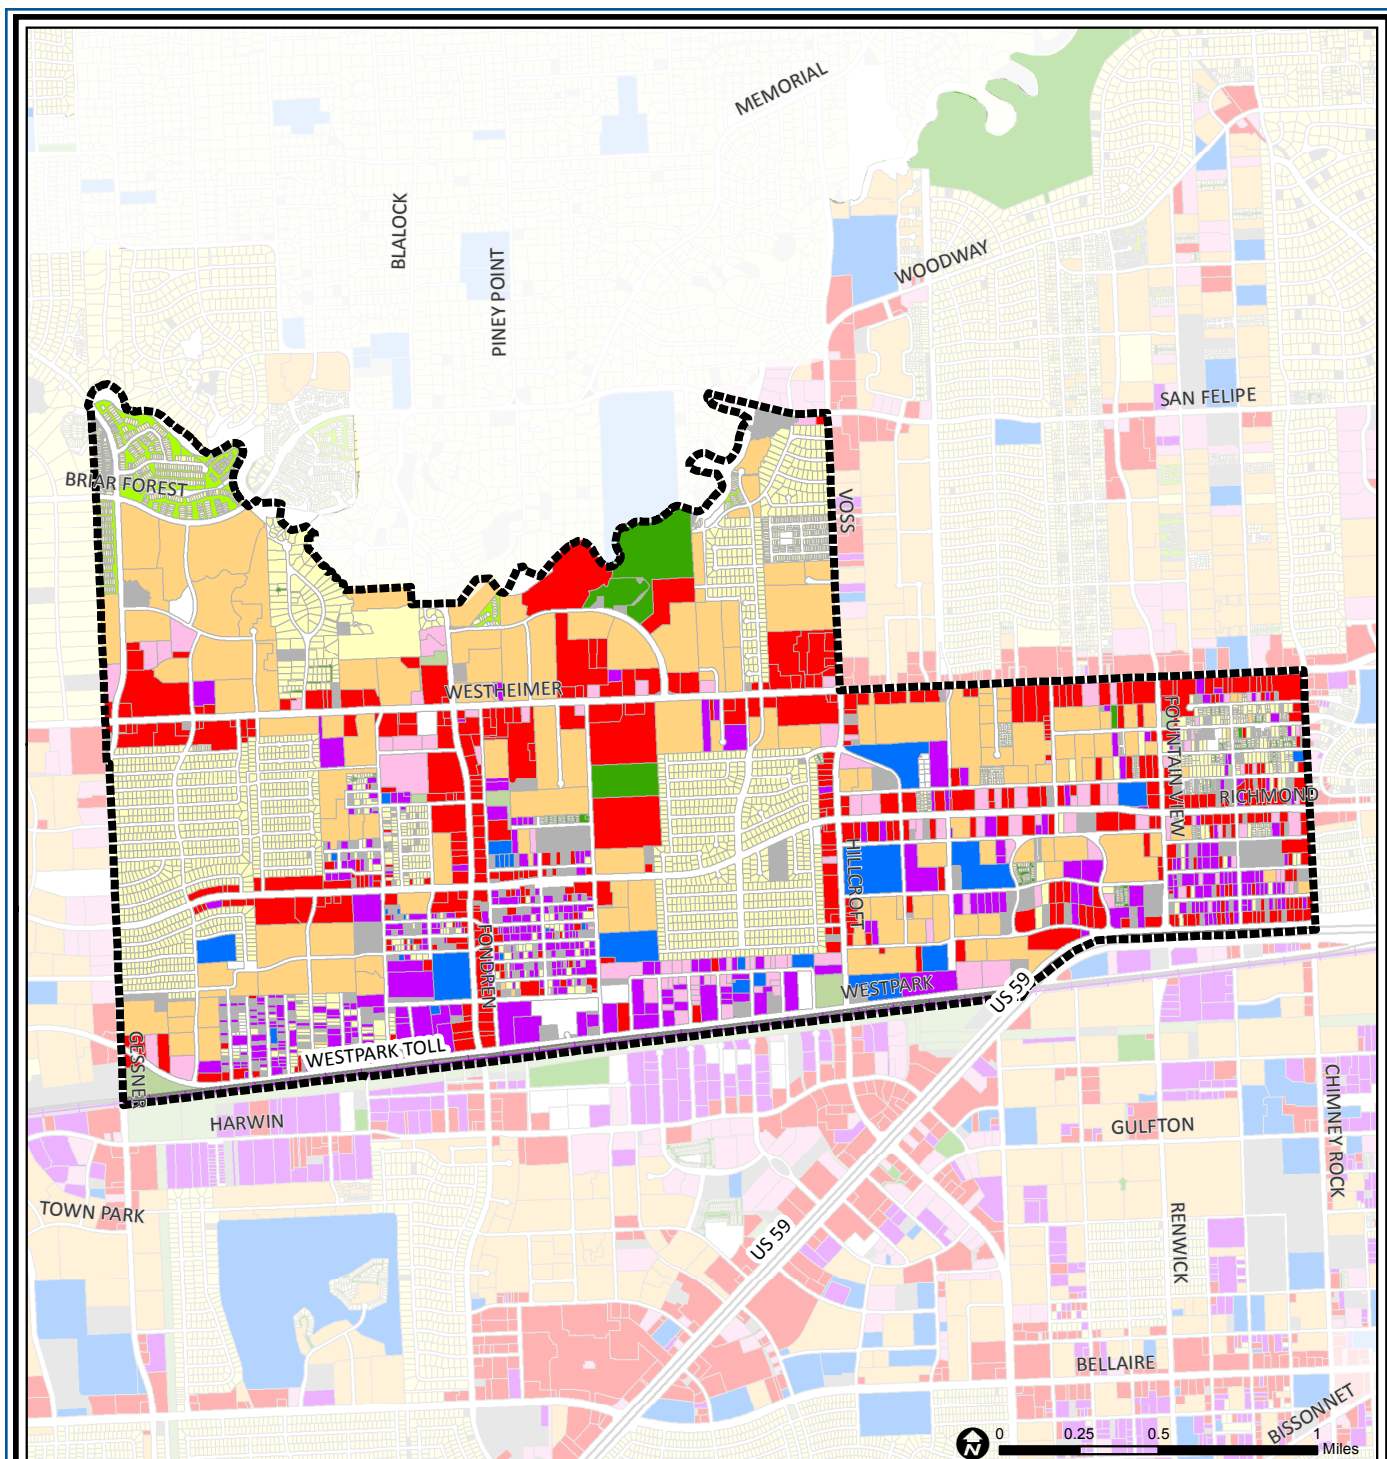 MEMORIAL
BLALOCK
PINEY POINT
WOODWAY
SAN FELIPE
BRIAR FOREST
VOSS
WESTHEIMER
FOUNTAIN VIEW
RICHMOND
HILLCROFT
FONDREN
WESTPARK
US 59
GESSNER
WESTPARK TOLL
HARWIN
CHIMNEY ROCK
GULFTON
TOWN PARK
RENWICK
US 59
BELLAIRE
BISSONNET
N
0 0.25 0.5 1
Miles